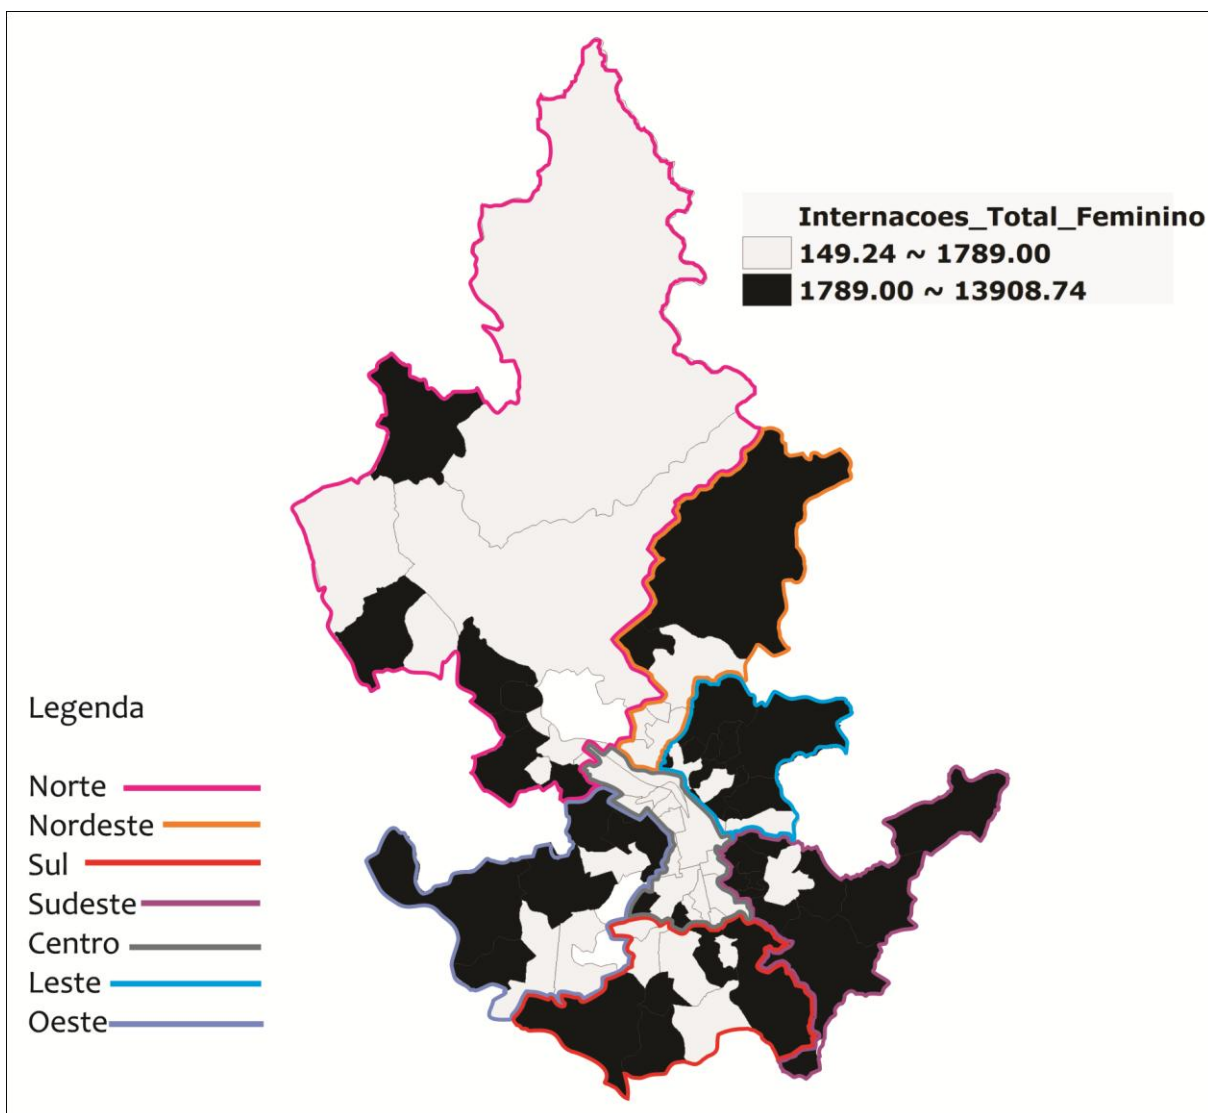 Internacoes_Total_Feminino
149.24 ~ 1789.00
1789.00 ~ 13908.74
Legenda
Norte
Nordeste
Sul
Sudeste
Centro
Leste
Oeste